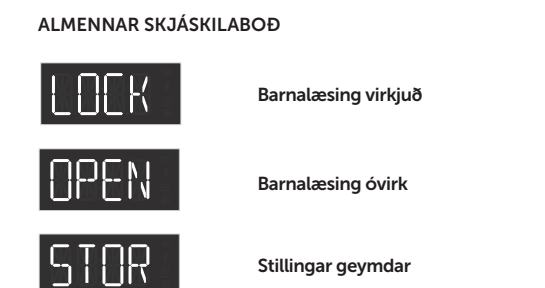 ALMENNAR SKJÁSKILABOÐ
LOCK Barnalæsing virkjuð
OPEN Barnalæsing óvirk
STOR Stillingar geymdar